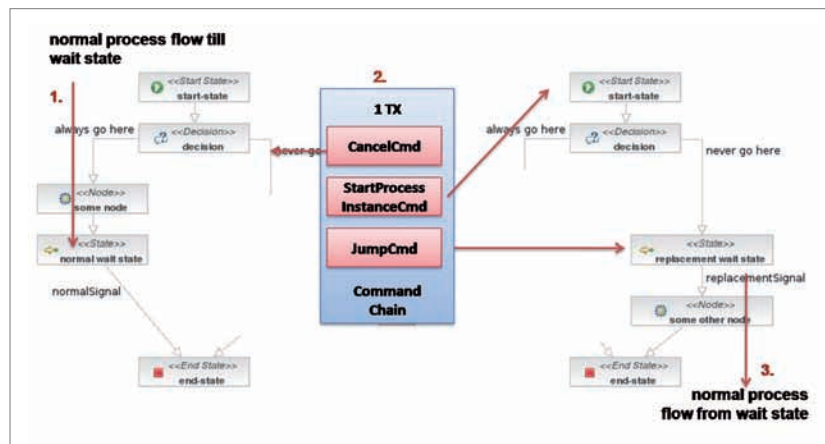 normal process flow till
wait state
1.
<<Start State>>
start-state
always go here
<<Decision>>
decision
<<Node>>
some node
<<State>>
normal wait state
normalSignal
<<End State>>
end-state
2.
1 TX
CancelCmd
never go
StartProcess
InstanceCmd
JumpCmd
Command
Chain
<<Start State>>
start-state
always go here
<<Decision>>
decision
never go here
<<State>>
replacement wait state
replacementSignal
<<Node>>
some other node
<<End State>>
end-state
3.
normal process
flow from wait state